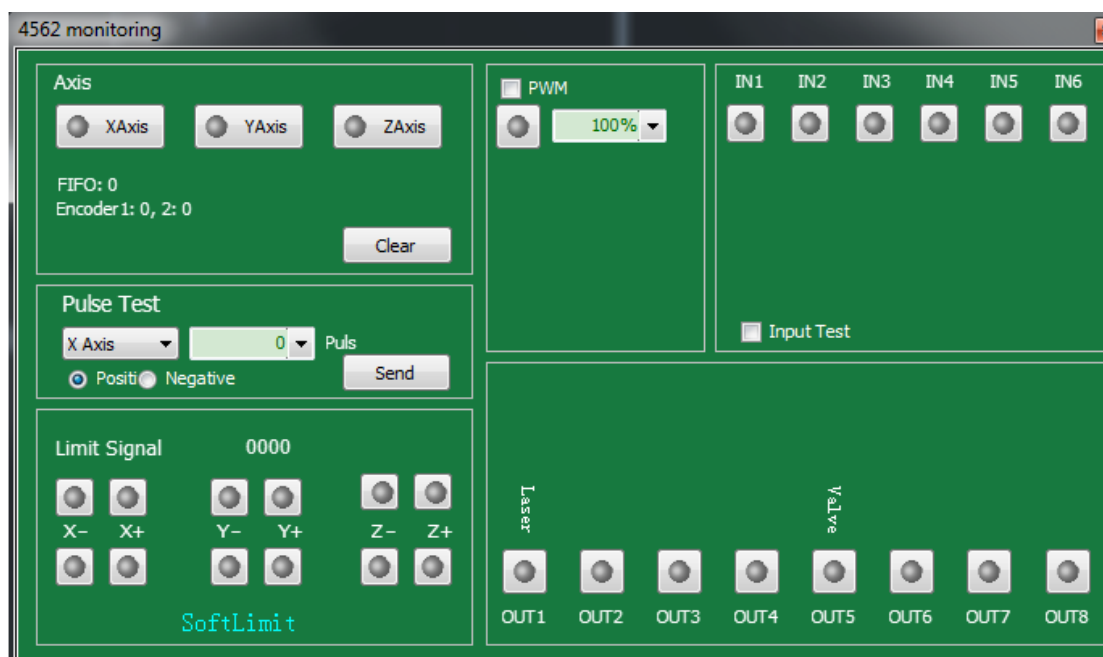 4562 monitoring
Axis
XAxis YAxis ZAxis
FIFO: 0
Encoder1: 0, 2: 0
Clear
Pulse Test
X Axis 0 Puls
Positi Negative
Send
Limit Signal 0000
X- X+ Y- Y+ Z- Z+
SoftLimit
PWM
100%
IN1 IN2 IN3 IN4 IN5 IN6
Input Test
Laser
Valve
OUT1 OUT2 OUT3 OUT4 OUT5 OUT6 OUT7 OUT8